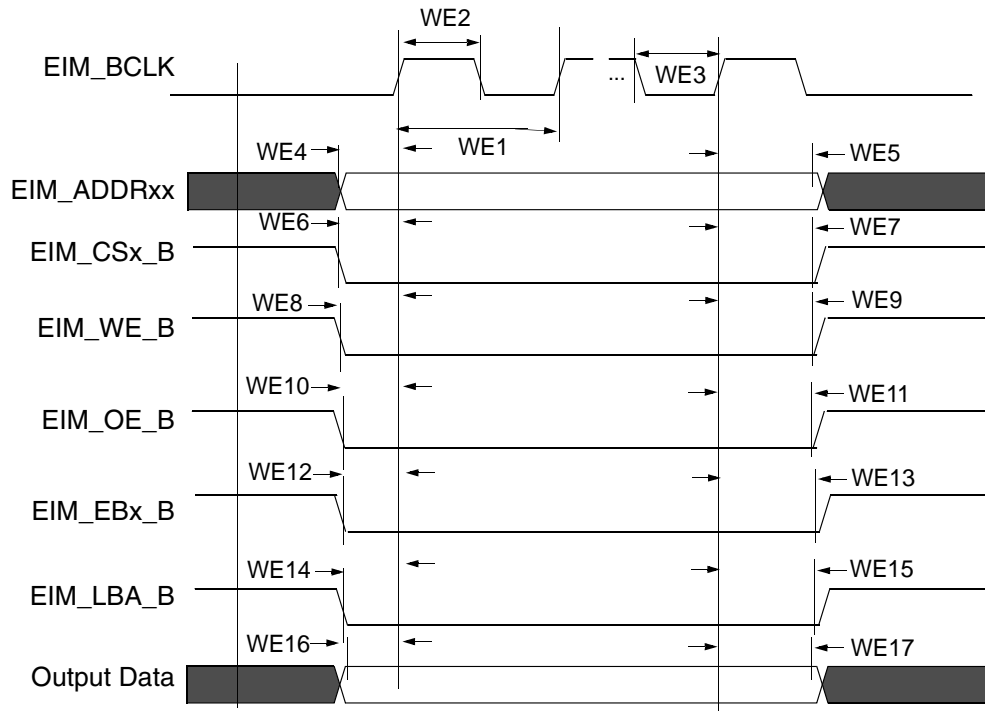 WE2
EIM_BCLK
...
WE3
WE1
WE4
WE5
EIM_ADDRxx
WE6
WE7
EIM_CSx_B
WE8
WE9
EIM_WE_B
WE10
WE11
EIM_OE_B
WE12
WE13
EIM_EBx_B
WE14
WE15
EIM_LBA_B
WE16
WE17
Output Data